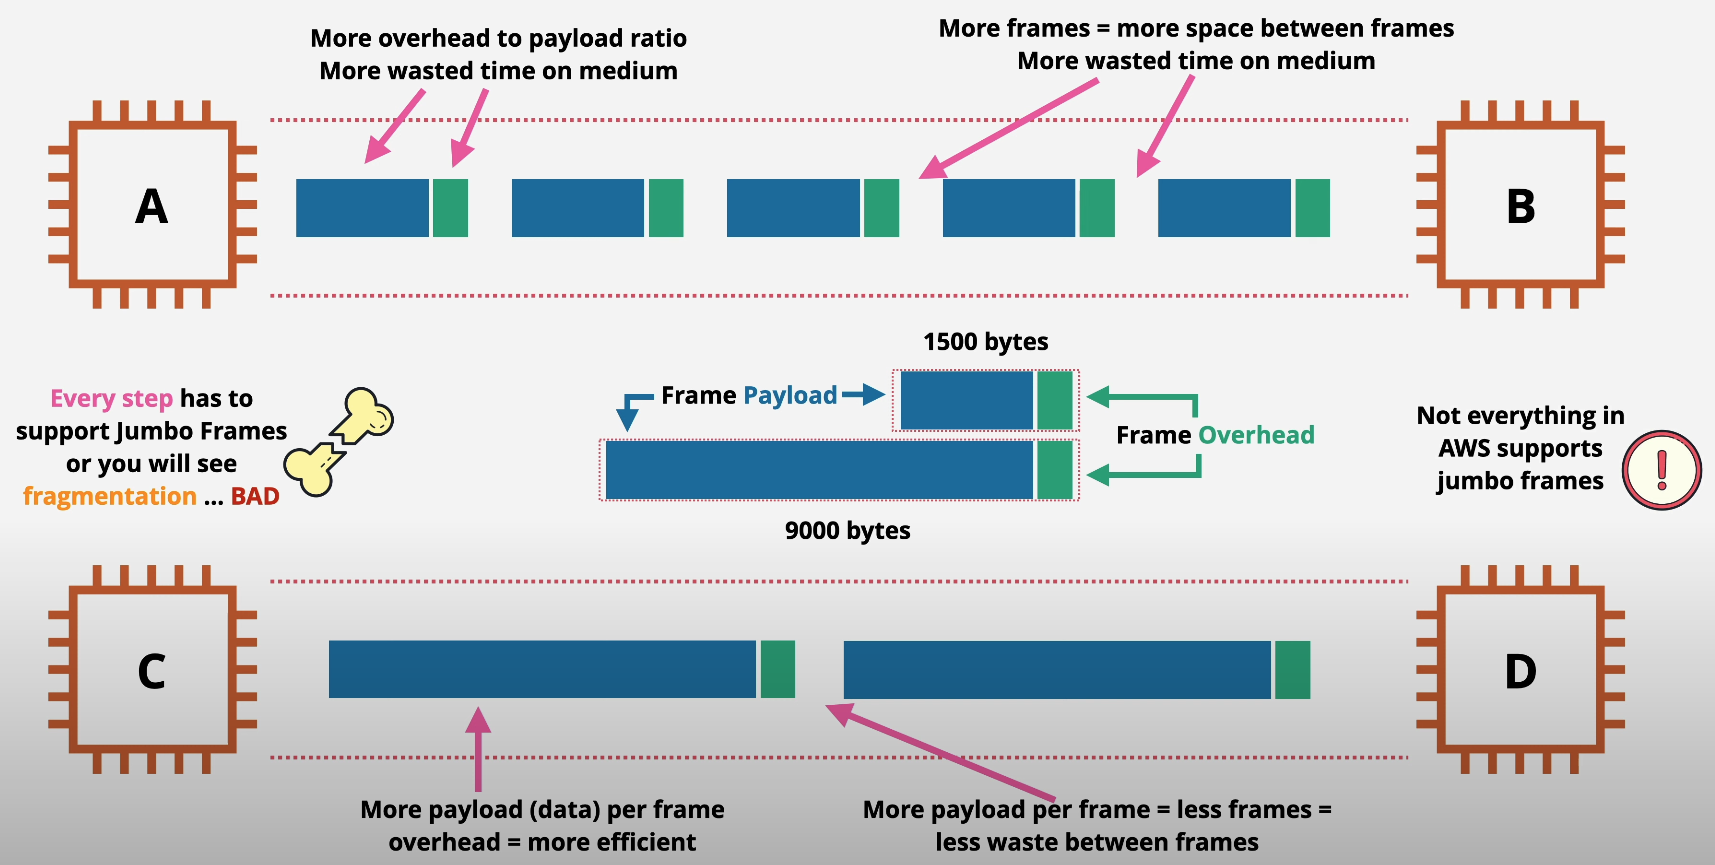 More overhead to payload ratio
More wasted time on medium
More frames = more space between frames
More wasted time on medium
A
B
1500 bytes
Frame Payload
Frame Overhead
9000 bytes
Every step has to
support Jumbo Frames
or you will see
fragmentation ... BAD
Not everything in
AWS supports
jumbo frames
C
D
More payload (data) per frame
overhead = more efficient
More payload per frame = less frames =
less waste between frames